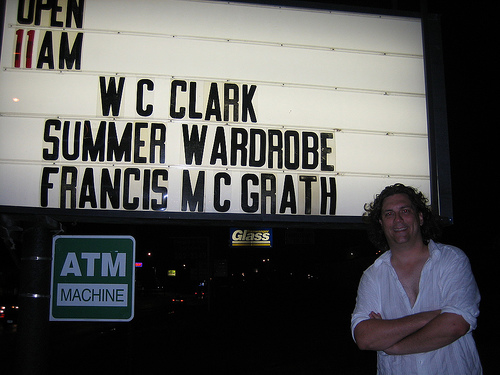 OPEN
11AM
W C CLARK
SUMMER WARDROBE
FRANCIS MCGRATH
Glass
ATM
MACHINE